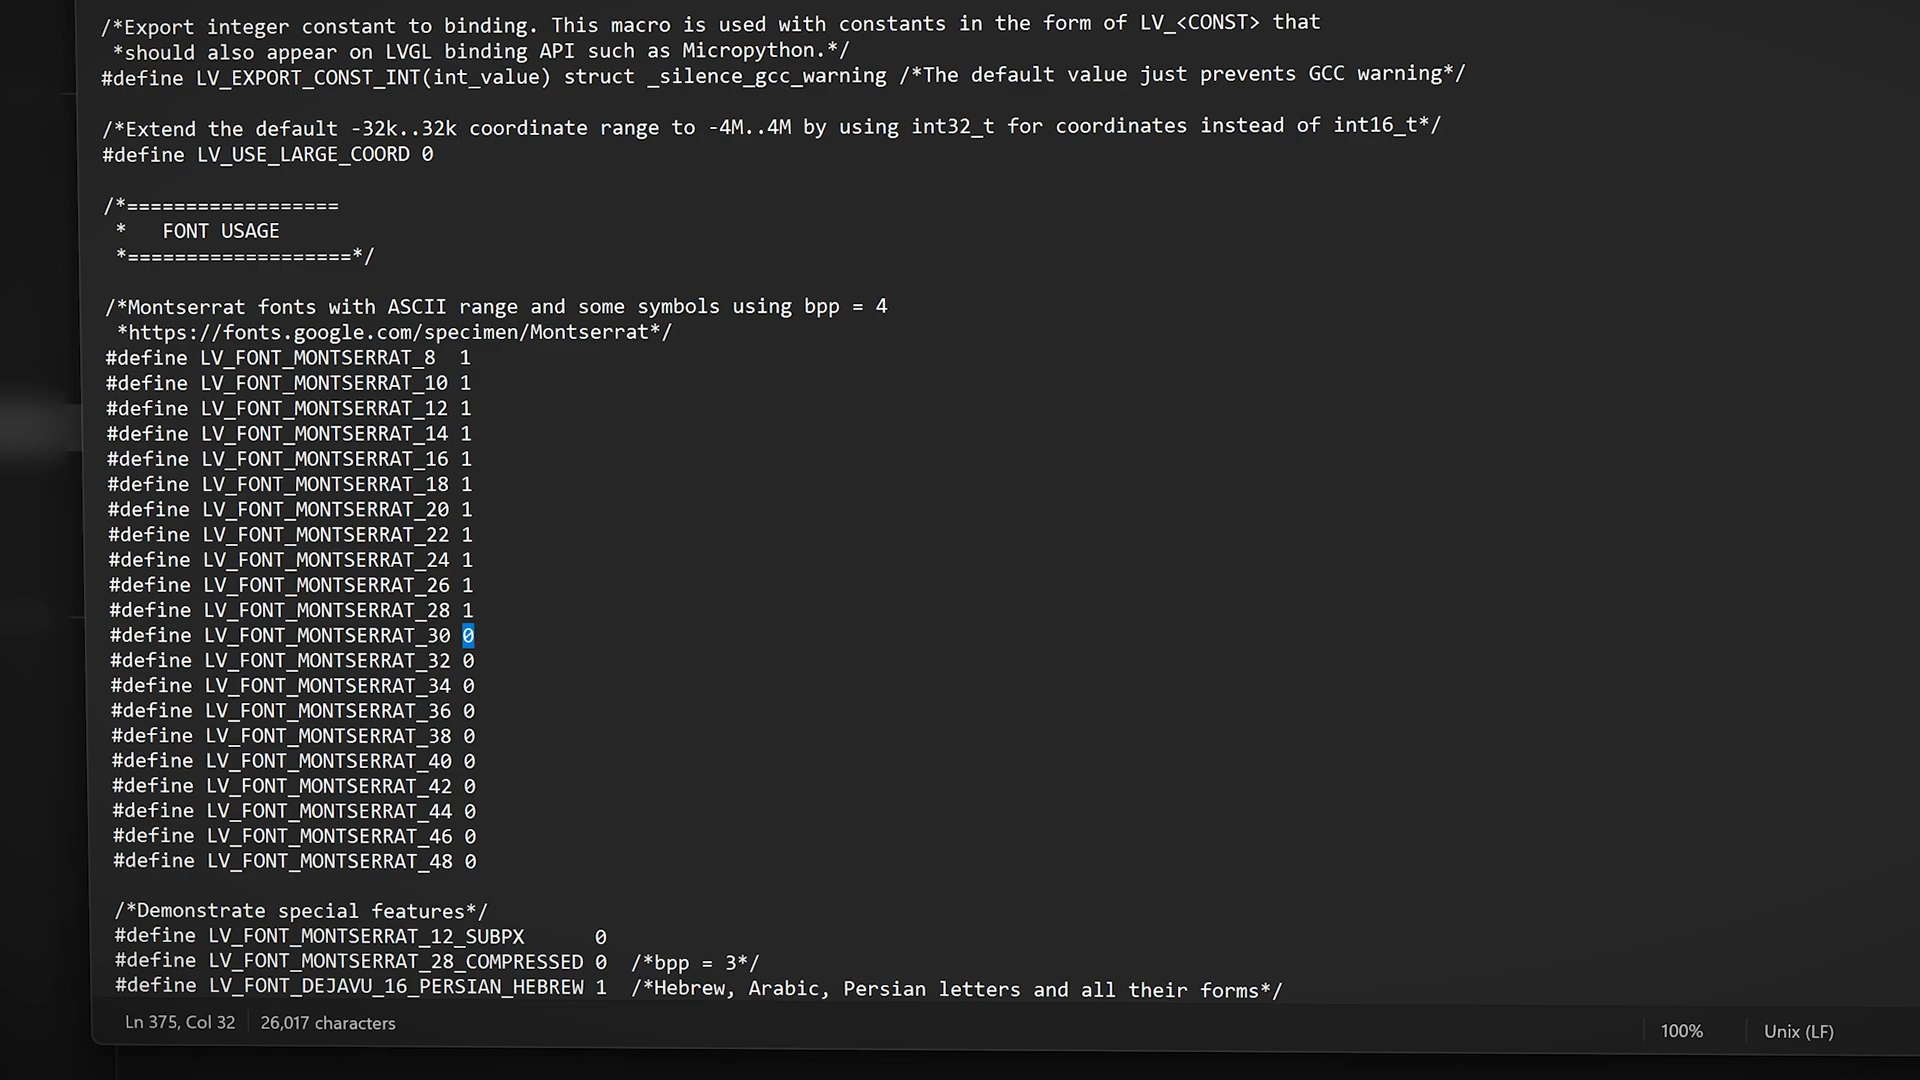 /*Export integer constant to binding. This macro is used with constants in the form of LV_<CONST> that
 *should also appear on LVGL binding API such as Micropython.*/
#define LV_EXPORT_CONST_INT(int_value) struct _silence_gcc_warning /*The default value just prevents GCC warning*/
/*Extend the default -32k..32k coordinate range to -4M..4M by using int32_t for coordinates instead of int16_t*/
#define LV_USE_LARGE_COORD 0
/*==================
 *   FONT USAGE
 *===================*/
/*Montserrat fonts with ASCII range and some symbols using bpp = 4
 *https://fonts.google.com/specimen/Montserrat*/
#define LV_FONT_MONTSERRAT_8  1
#define LV_FONT_MONTSERRAT_10 1
#define LV_FONT_MONTSERRAT_12 1
#define LV_FONT_MONTSERRAT_14 1
#define LV_FONT_MONTSERRAT_16 1
#define LV_FONT_MONTSERRAT_18 1
#define LV_FONT_MONTSERRAT_20 1
#define LV_FONT_MONTSERRAT_22 1
#define LV_FONT_MONTSERRAT_24 1
#define LV_FONT_MONTSERRAT_26 1
#define LV_FONT_MONTSERRAT_28 1
#define LV_FONT_MONTSERRAT_30 0
#define LV_FONT_MONTSERRAT_32 0
#define LV_FONT_MONTSERRAT_34 0
#define LV_FONT_MONTSERRAT_36 0
#define LV_FONT_MONTSERRAT_38 0
#define LV_FONT_MONTSERRAT_40 0
#define LV_FONT_MONTSERRAT_42 0
#define LV_FONT_MONTSERRAT_44 0
#define LV_FONT_MONTSERRAT_46 0
#define LV_FONT_MONTSERRAT_48 0
/*Demonstrate special features*/
#define LV_FONT_MONTSERRAT_12_SUBPX      0
#define LV_FONT_MONTSERRAT_28_COMPRESSED 0  /*bpp = 3*/
#define LV_FONT_DEJAVU_16_PERSIAN_HEBREW 1  /*Hebrew, Arabic, Persian letters and all their forms*/
Ln 375, Col 32 26,017 characters 100% Unix (LF)